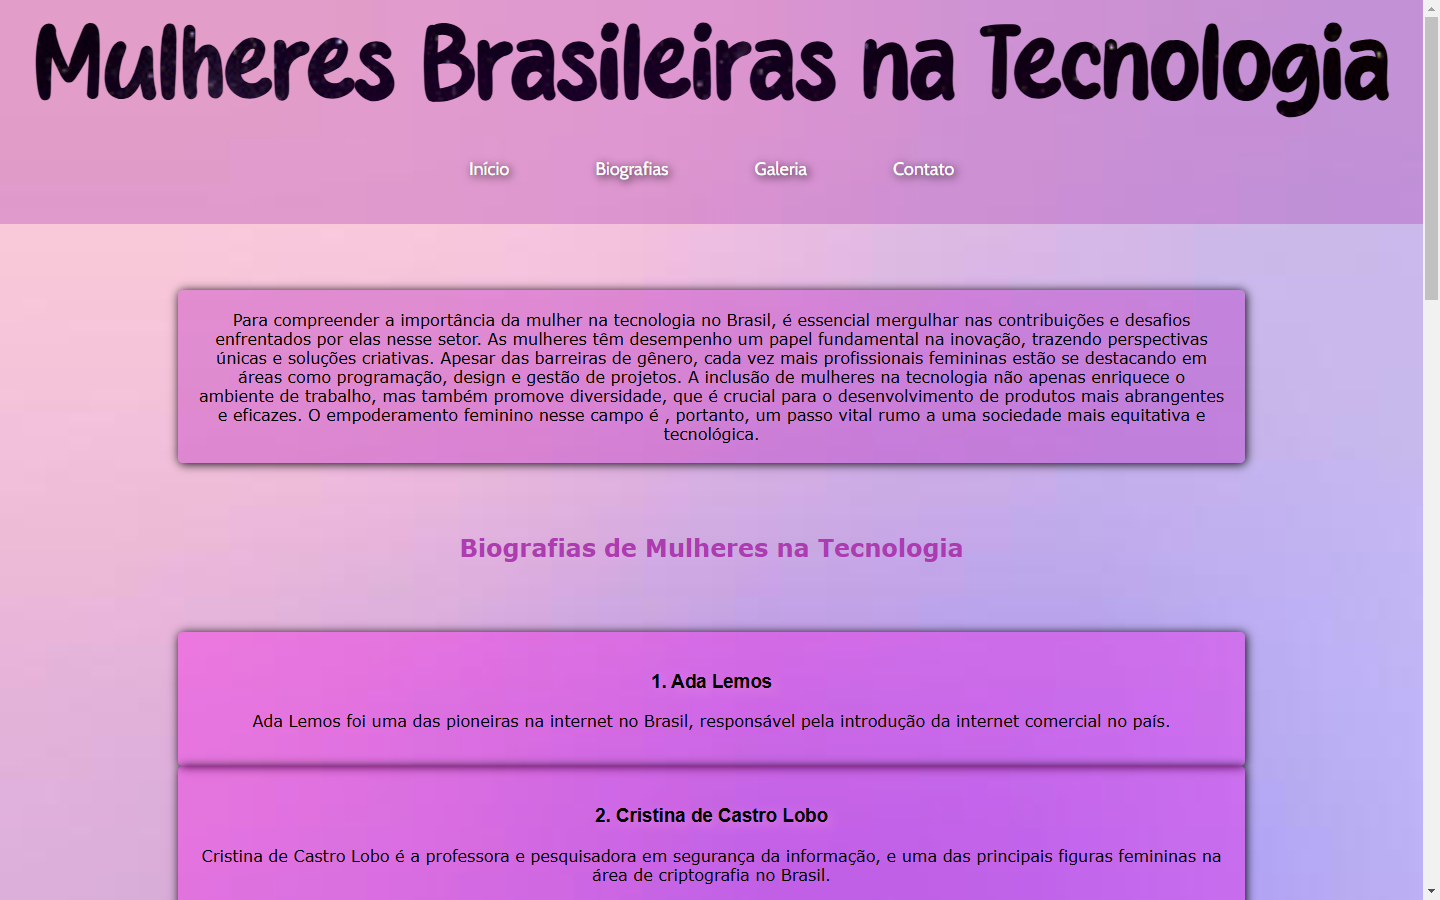 Mulheres Brasileiras na Tecnologia
Início
Biografias
Galeria
Contato
Para compreender a importância da mulher na tecnologia no Brasil, é essencial mergulhar nas contribuições e desafios
enfrentados por elas nesse setor. As mulheres têm desempenho um papel fundamental na inovação, trazendo perspectivas
únicas e soluções criativas. Apesar das barreiras de gênero, cada vez mais profissionais femininas estão se destacando em
áreas como programação, design e gestão de projetos. A inclusão de mulheres na tecnologia não apenas enriquece o
ambiente de trabalho, mas também promove diversidade, que é crucial para o desenvolvimento de produtos mais abrangentes
e eficazes. O empoderamento feminino nesse campo é , portanto, um passo vital rumo a uma sociedade mais equitativa e
tecnológica.
Biografias de Mulheres na Tecnologia
1. Ada Lemos
Ada Lemos foi uma das pioneiras na internet no Brasil, responsável pela introdução da internet comercial no país.
2. Cristina de Castro Lobo
Cristina de Castro Lobo é a professora e pesquisadora em segurança da informação, e uma das principais figuras femininas na
área de criptografia no Brasil.